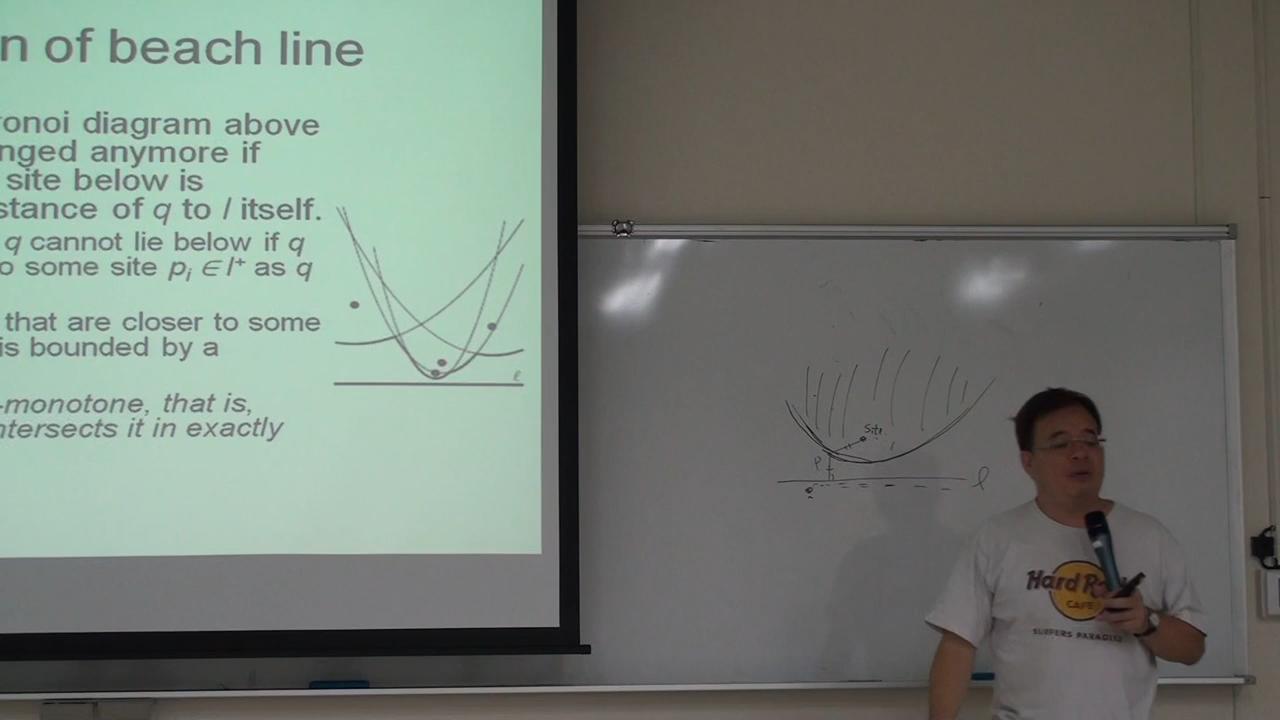 n of beach line
onoi diagram above
nged anymore if
site below is
stance of q to l itself.
q cannot lie below if q
o some site pᵢ ∈ l⁺ as q
that are closer to some
is bounded by a
-monotone, that is,
ntersects it in exactly
ℓ
Site
P
ℓ
Hard R
CAFE
SURFERS PARADISE